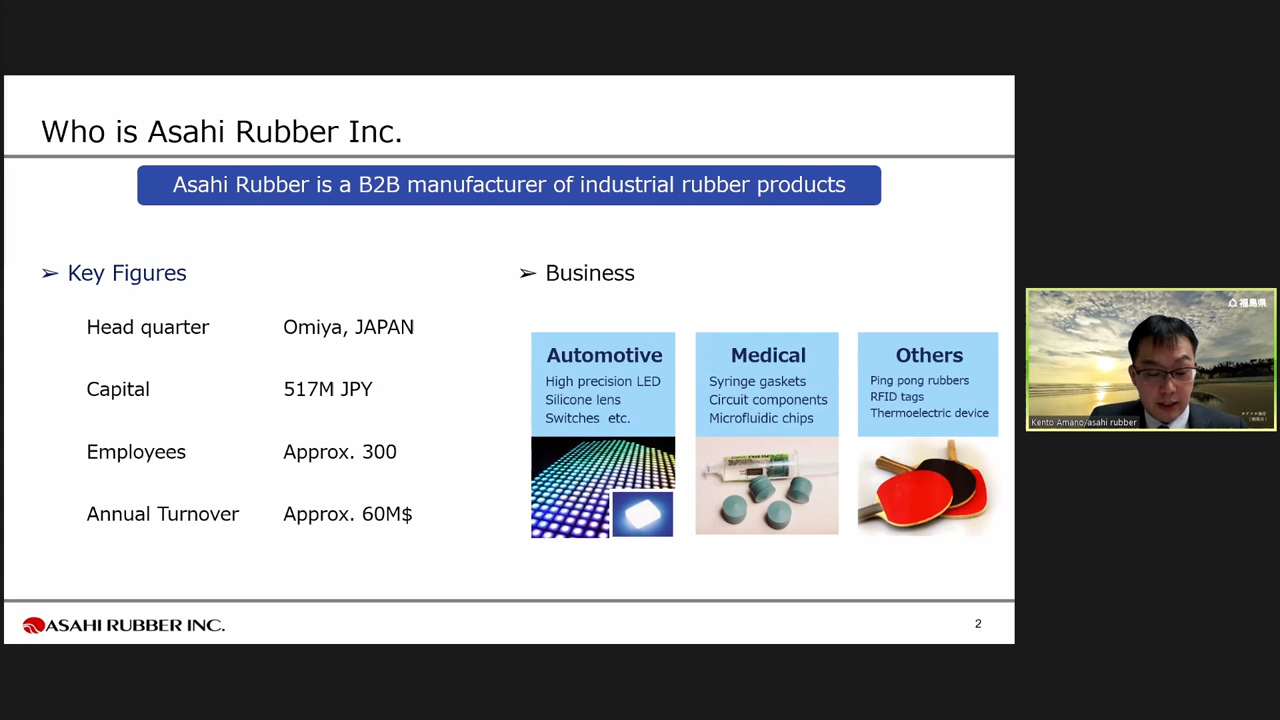 Who is Asahi Rubber Inc.
Asahi Rubber is a B2B manufacturer of industrial rubber products
➢ Key Figures
Head quarter Omiya, JAPAN
Capital 517M JPY
Employees Approx. 300
Annual Turnover Approx. 60M$
➢ Business
Automotive
High precision LED
Silicone lens
Switches etc.
Medical
Syringe gaskets
Circuit components
Microfluidic chips
Others
Ping pong rubbers
RFID tags
Thermoelectric device
ASAHI RUBBER INC.
2
福島県
Kento Amano/asahi rubber